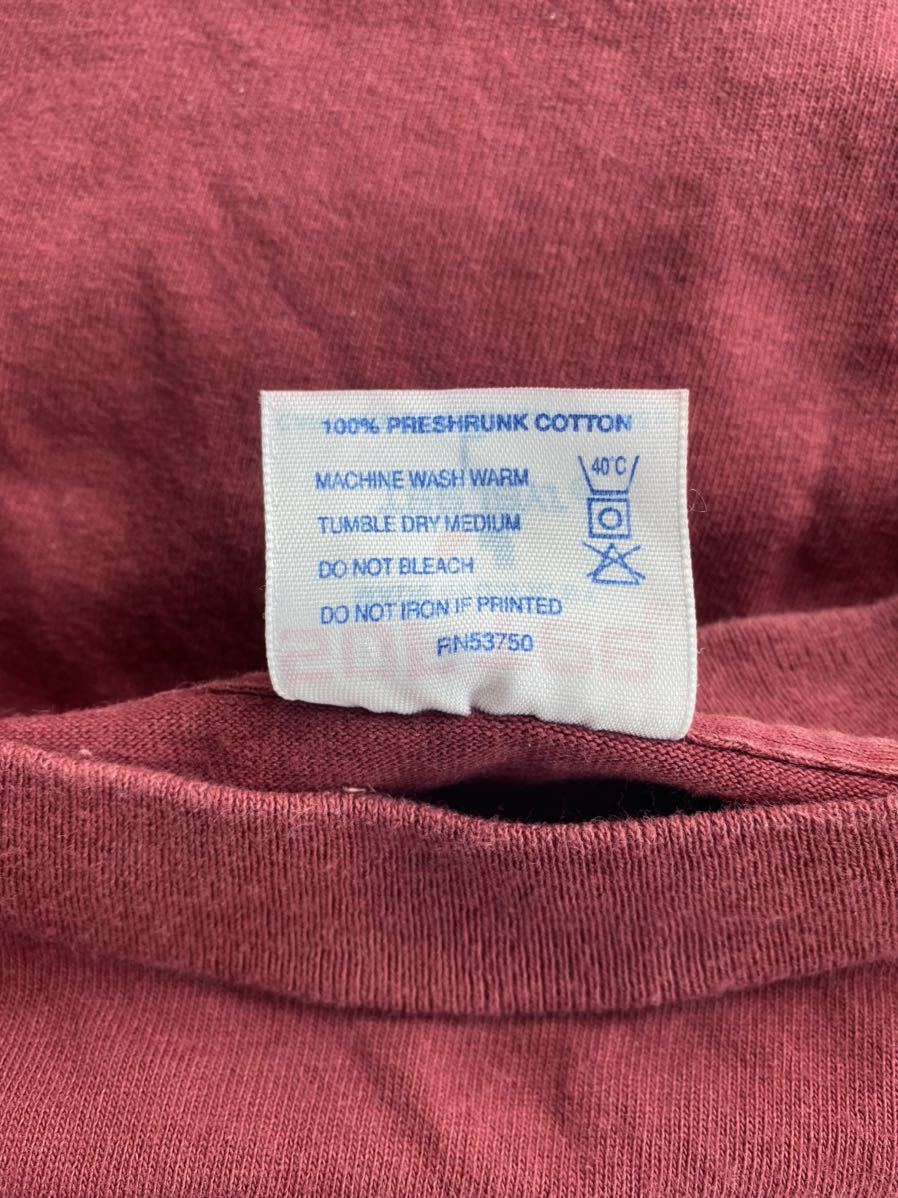 100% PRESHRUNK COTTON
MACHINE WASH WARM
40°C
TUMBLE DRY MEDIUM
DO NOT BLEACH
DO NOT IRON IF PRINTED
RN53750